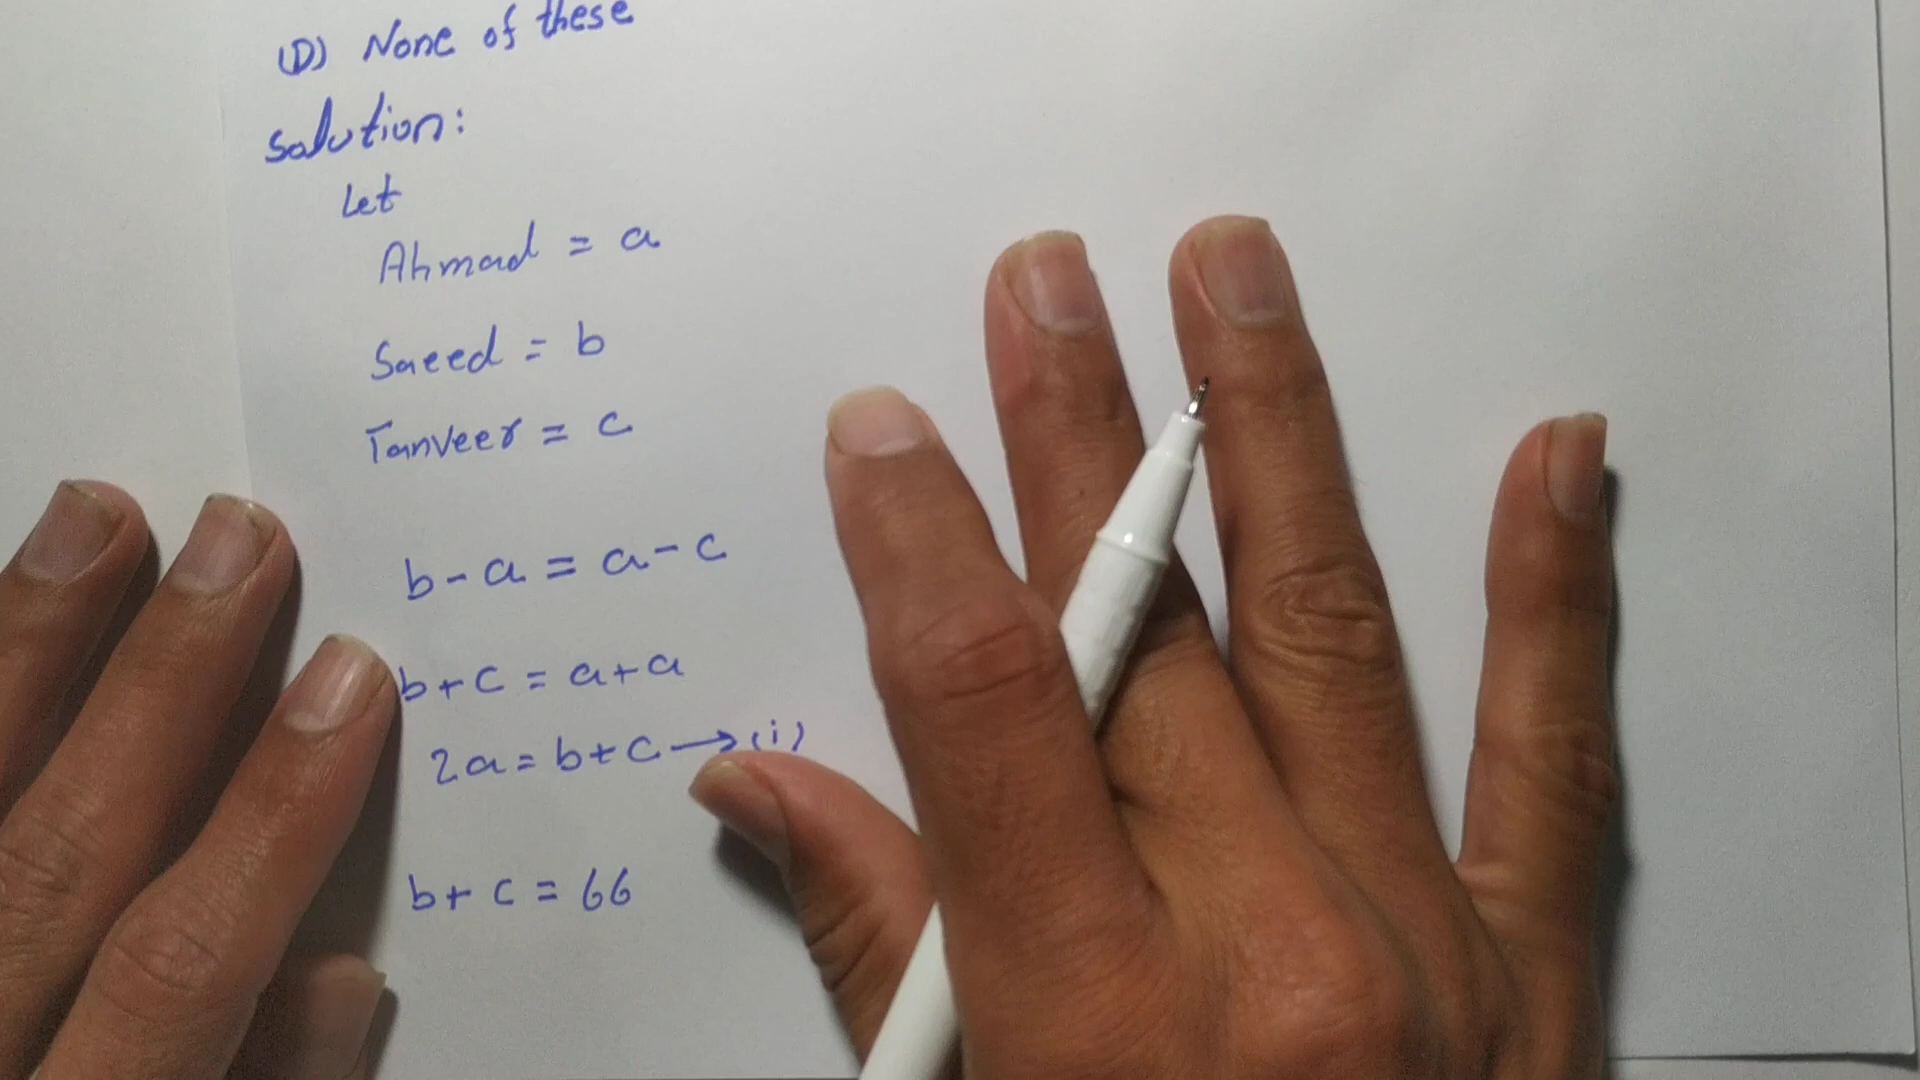 (D) None of these
Solution:
Let
Ahmad = a
Saeed = b
Tanveer = c
b - a = a - c
b + c = a + a
2a = b + c → (i)
b + c = 66